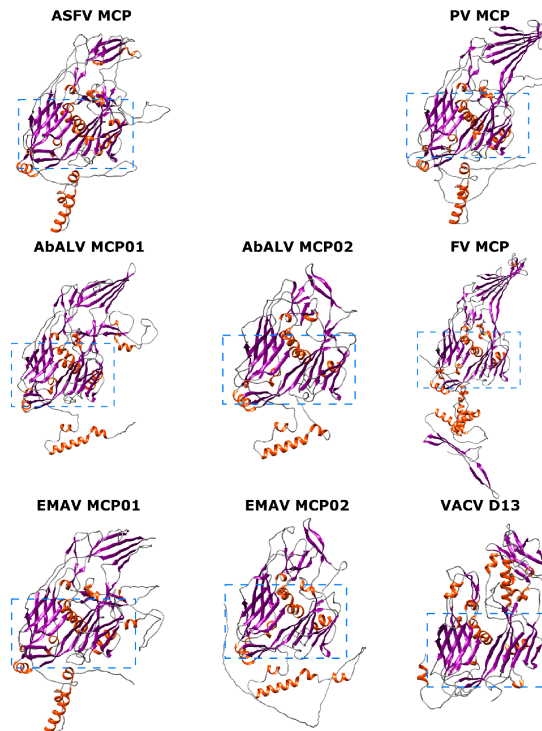 ASFV MCP
PV MCP
AbALV MCP01
AbALV MCP02
FV MCP
EMAV MCP01
EMAV MCP02
VACV D13